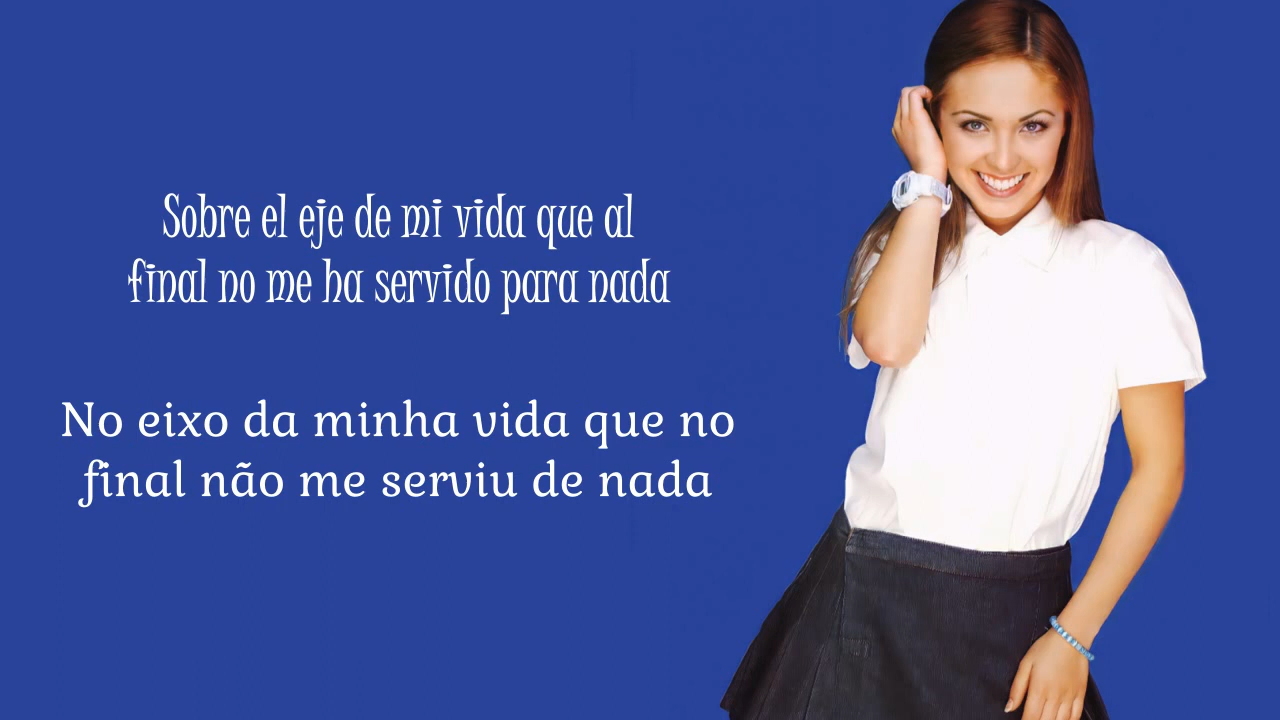 Sobre el eje de mi vida que al
final no me ha servido para nada
No eixo da minha vida que no
final não me serviu de nada